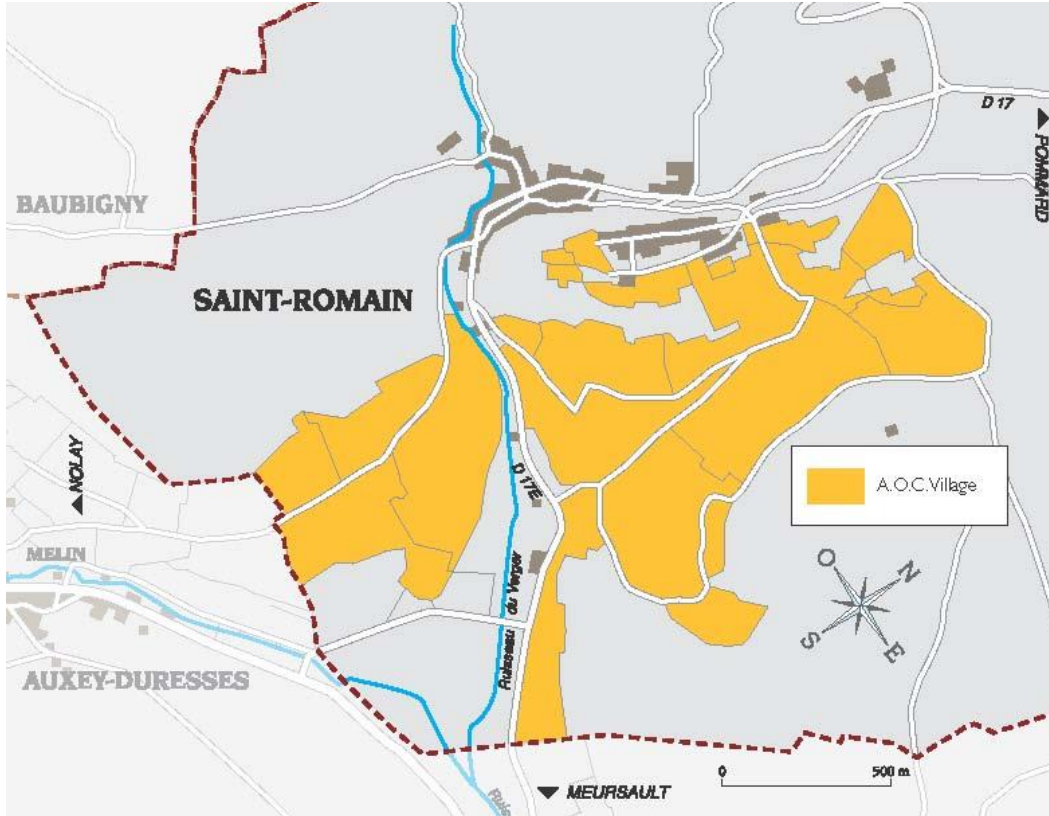 D 17
POMMARD
BAUBIGNY
SAINT-ROMAIN
NOLAY
D 17E
A.O.C.Village
MELIN
Ruisseau du Verger
O
N
S
E
AUXEY-DURESSES
0
500 m
MEURSAULT